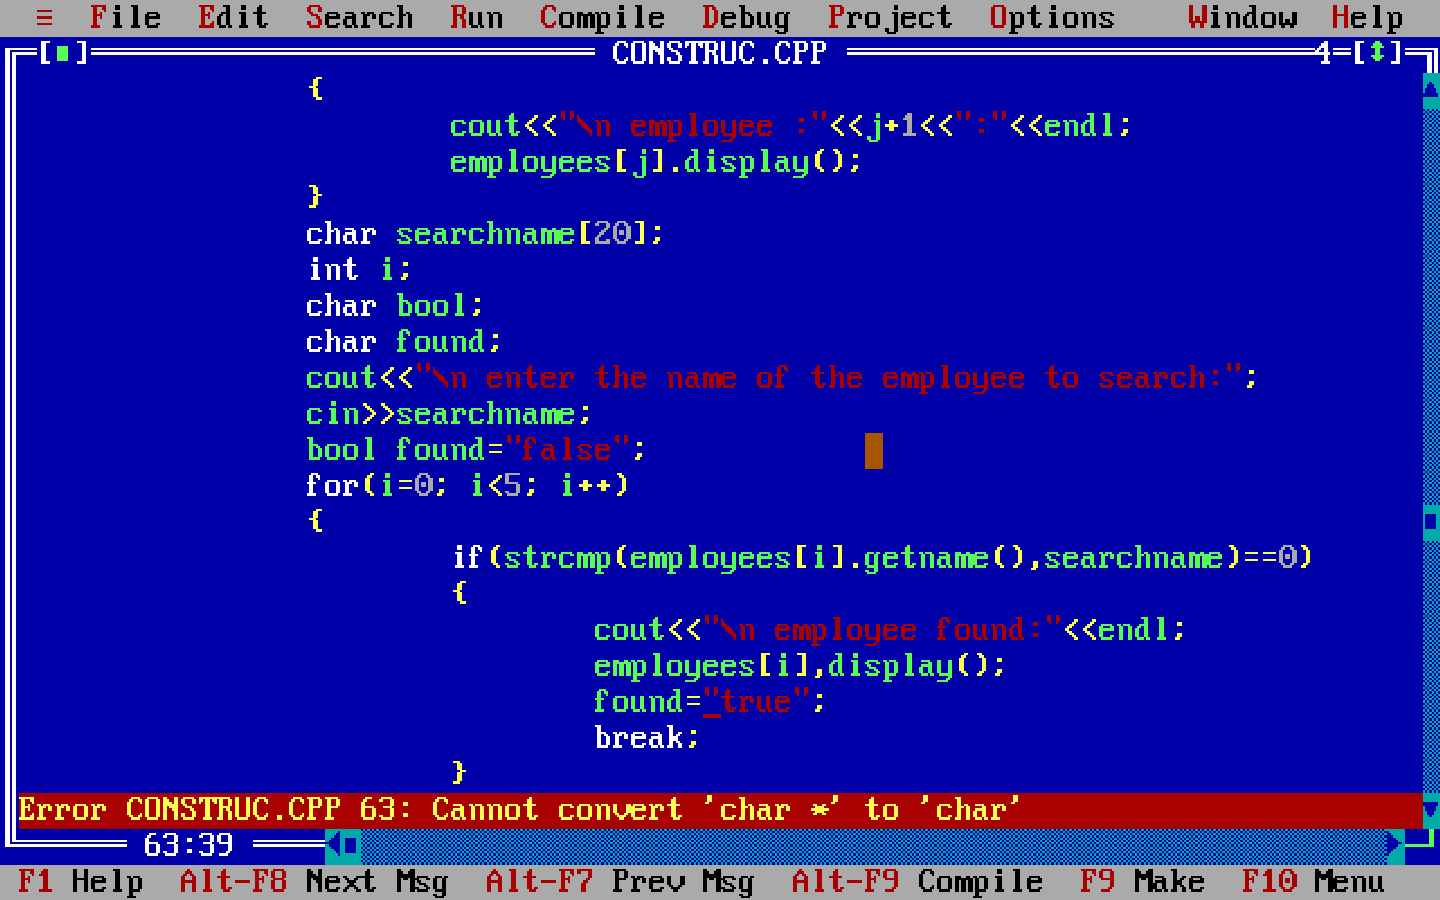 ≡ File Edit Search Run Compile Debug Project Options Window Help
[■] CONSTRUC.CPP 4=[↕]
{
cout<<"\n employee :"<<j+1<<":"<<endl;
employees[j].display();
}
char searchname[20];
int i;
char bool;
char found;
cout<<"\n enter the name of the employee to search:";
cin>>searchname;
bool found="false";
for(i=0; i<5; i++)
{
if(strcmp(employees[i].getname(),searchname)==0)
{
cout<<"\n employee found:"<<endl;
employees[i],display();
found="true";
break;
}
Error CONSTRUC.CPP 63: Cannot convert 'char *' to 'char'
63:39
F1 Help Alt-F8 Next Msg Alt-F7 Prev Msg Alt-F9 Compile F9 Make F10 Menu